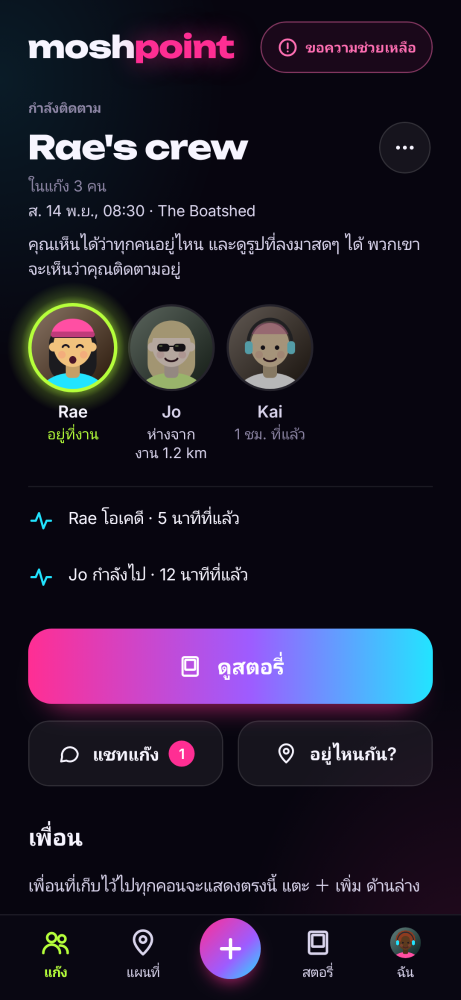 moshpoint
ขอความช่วยเหลือ
กำลังติดตาม
Rae's crew
ในแก๊ง 3 คน
ส. 14 พ.ย., 08:30 · The Boatshed
คุณเห็นได้ว่าทุกคนอยู่ไหน และดูรูปที่ลงมาสดๆ ได้ พวกเขา
จะเห็นว่าคุณติดตามอยู่
Rae
อยู่ที่งาน
Jo
ห่างจาก
งาน 1.2 km
Kai
1 ชม. ที่แล้ว
Rae โอเคดี · 5 นาทีที่แล้ว
Jo กำลังไป · 12 นาทีที่แล้ว
ดูสตอรี่
แชทแก๊ง 1
อยู่ไหนกัน?
เพื่อน
เพื่อนที่เก็บไว้ไปทุกคนจะแสดงตรงนี้ แตะ + เพิ่ม ด้านล่าง
แก๊ง
แผนที่
สตอรี่
ฉัน